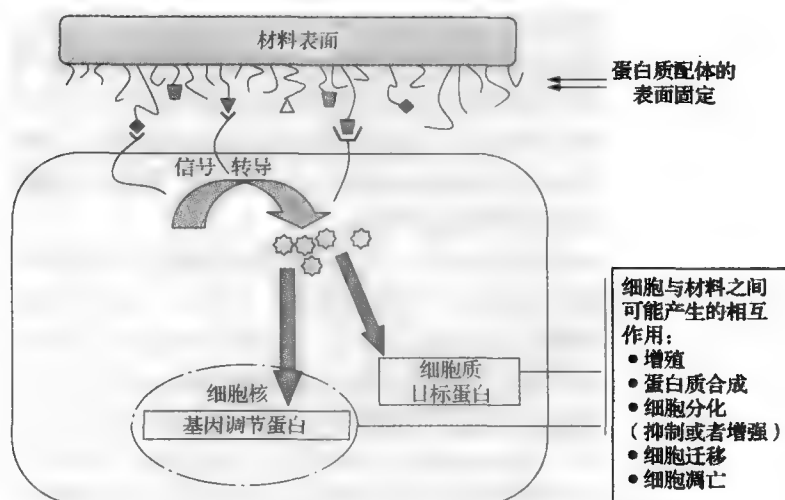 材料表面
蛋白质配体的
表面固定
信号 转导
细胞与材料之间
可能产生的相互
作用：
● 增殖
● 蛋白质合成
● 细胞分化
（抑制或者增强）
● 细胞迁移
● 细胞凋亡
细胞质
目标蛋白
细胞核
基因调节蛋白